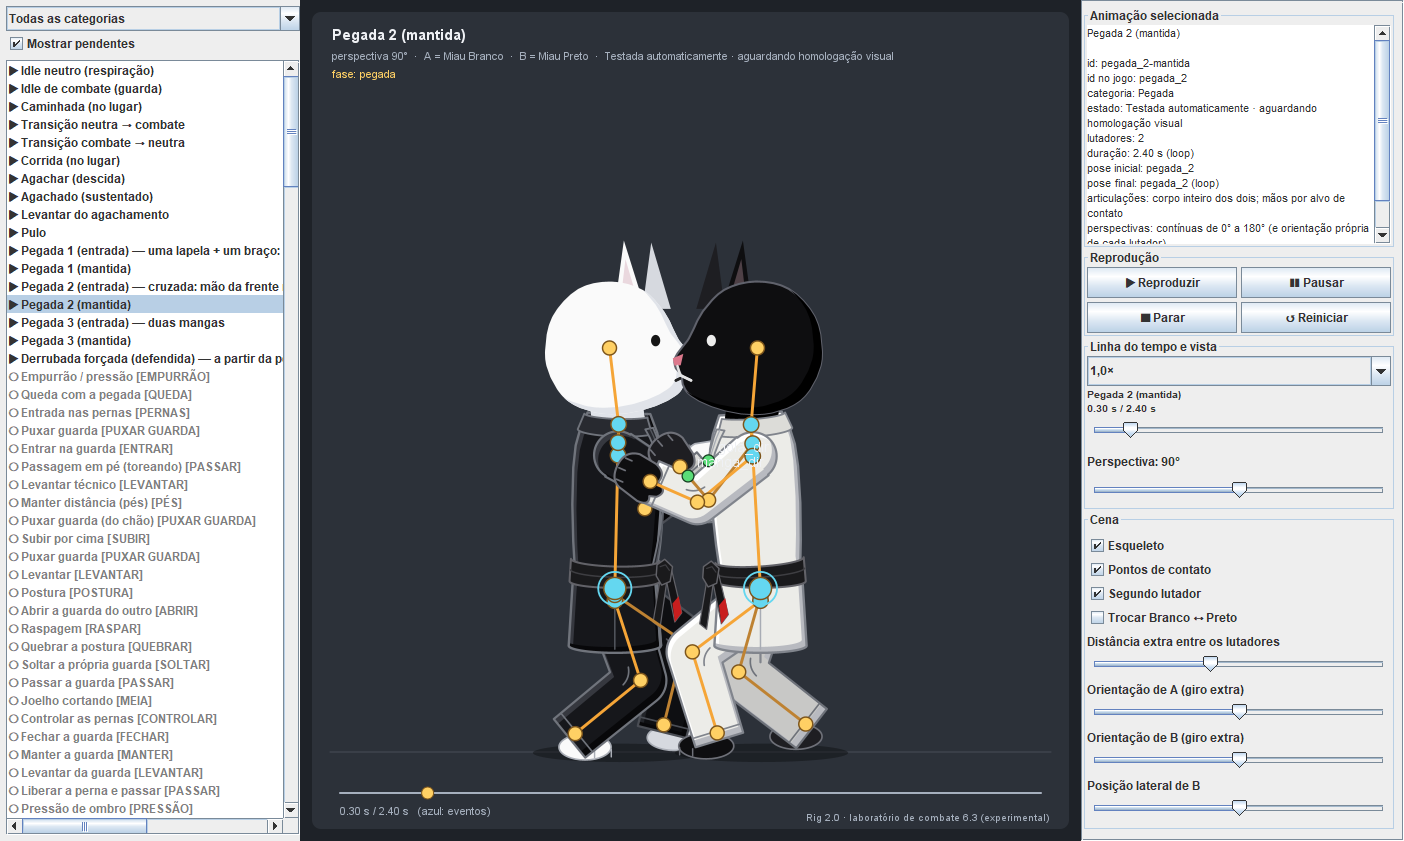 Todas as categorias
Mostrar pendentes
Idle neutro (respiração)
Idle de combate (guarda)
Caminhada (no lugar)
Transição neutra → combate
Transição combate → neutra
Corrida (no lugar)
Agachar (descida)
Agachado (sustentado)
Levantar do agachamento
Pulo
Pegada 1 (entrada) — uma lapela + um braço:
Pegada 1 (mantida)
Pegada 2 (entrada) — cruzada: mão da frente
Pegada 2 (mantida)
Pegada 3 (entrada) — duas mangas
Pegada 3 (mantida)
Derrubada forçada (defendida) — a partir da
Empurrão / pressão [EMPURRÃO]
Queda com a pegada [QUEDA]
Entrada nas pernas [PERNAS]
Puxar guarda [PUXAR GUARDA]
Entrar na guarda [ENTRAR]
Passagem em pé (toreando) [PASSAR]
Levantar técnico [LEVANTAR]
Manter distância (pés) [PÉS]
Puxar guarda (do chão) [PUXAR GUARDA]
Subir por cima [SUBIR]
Puxar guarda [PUXAR GUARDA]
Levantar [LEVANTAR]
Postura [POSTURA]
Abrir a guarda do outro [ABRIR]
Raspagem [RASPAR]
Quebrar a postura [QUEBRAR]
Soltar a própria guarda [SOLTAR]
Passar a guarda [PASSAR]
Joelho cortando [MEIA]
Controlar as pernas [CONTROLAR]
Fechar a guarda [FECHAR]
Manter a guarda [MANTER]
Levantar da guarda [LEVANTAR]
Liberar a perna e passar [PASSAR]
Pressão de ombro [PRESSÃO]
Pegada 2 (mantida)
perspectiva 90° · A = Miau Branco · B = Miau Preto · Testada automaticamente · aguardando homologação visual
fase: pegada
0.30 s / 2.40 s (azul: eventos)
Rig 2.0 · laboratório de combate 6.3 (experimental)
Animação selecionada
Pegada 2 (mantida)
id: pegada_2-mantida
id no jogo: pegada_2
categoria: Pegada
estado: Testada automaticamente · aguardando
homologação visual
lutadores: 2
duração: 2.40 s (loop)
pose inicial: pegada_2
pose final: pegada_2 (loop)
articulações: corpo inteiro dos dois; mãos por alvo de
contato
perspectivas: contínuas de 0° a 180° (e orientação própria
de cada lutador)
Reprodução
Reproduzir
Pausar
Parar
Reiniciar
Linha do tempo e vista
1,0×
Pegada 2 (mantida)
0.30 s / 2.40 s
Perspectiva: 90°
Cena
Esqueleto
Pontos de contato
Segundo lutador
Trocar Branco ↔ Preto
Distância extra entre os lutadores
Orientação de A (giro extra)
Orientação de B (giro extra)
Posição lateral de B